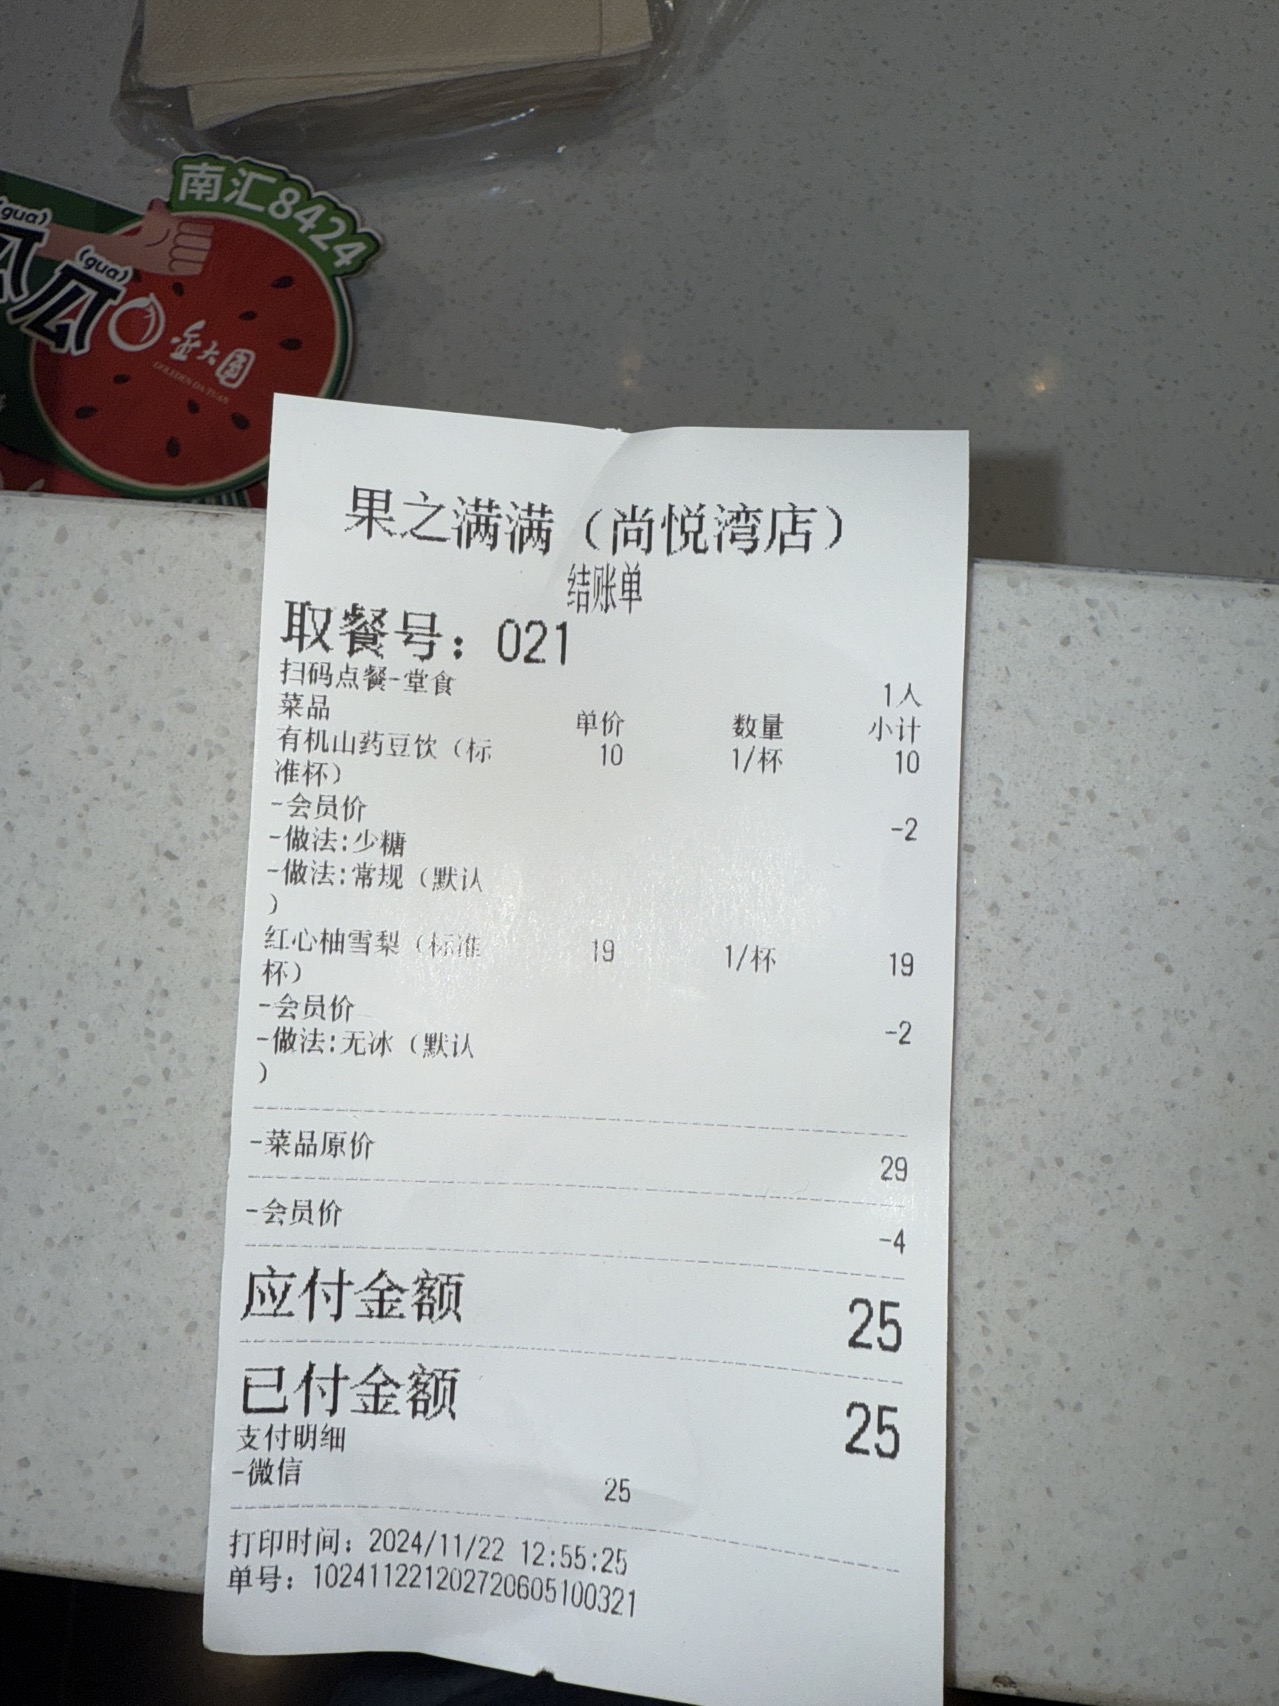 南汇8424
(gua)
(gua)
瓜瓜
金大圆
GOLDEN DA YUAN
果之满满（尚悦湾店）
结账单
取餐号：021
扫码点餐-堂食 1人
菜品 单价 数量 小计
有机山药豆饮（标 10 1/杯 10
准杯）
-会员价 -2
-做法:少糖
-做法:常规（默认
）
红心柚雪梨（标准 19 1/杯 19
杯）
-会员价 -2
-做法:无冰（默认
）
-菜品原价 29
-会员价 -4
应付金额 25
已付金额 25
支付明细
-微信 25
打印时间：2024/11/22 12:55:25
单号：1024112212027206051​00321